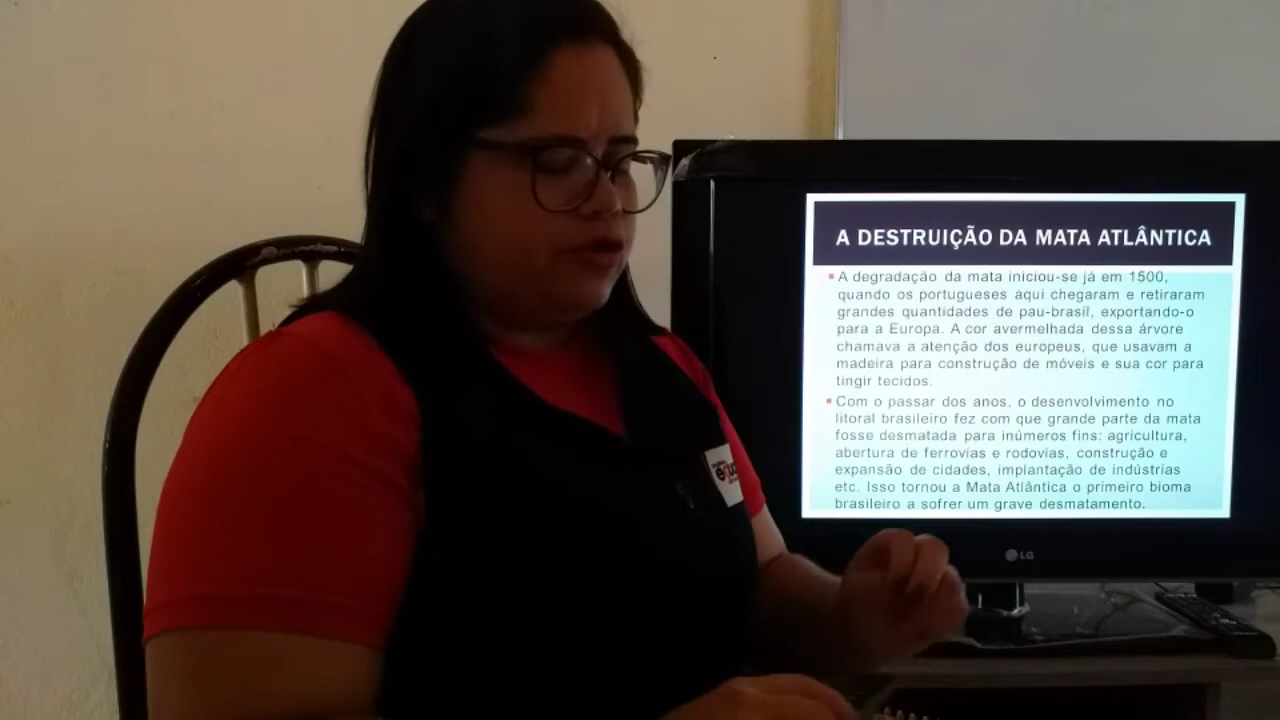 A DESTRUIÇÃO DA MATA ATLÂNTICA
A degradação da mata iniciou-se já em 1500,
quando os portugueses aqui chegaram e retiraram
grandes quantidades de pau-brasil, exportando-o
para a Europa. A cor avermelhada dessa árvore
chamava a atenção dos europeus, que usavam a
madeira para construção de móveis e sua cor para
tingir tecidos.
Com o passar dos anos, o desenvolvimento no
litoral brasileiro fez com que grande parte da mata
fosse desmatada para inúmeros fins: agricultura,
abertura de ferrovias e rodovias, construção e
expansão de cidades, implantação de indústrias
etc. Isso tornou a Mata Atlântica o primeiro bioma
brasileiro a sofrer um grave desmatamento.
LG